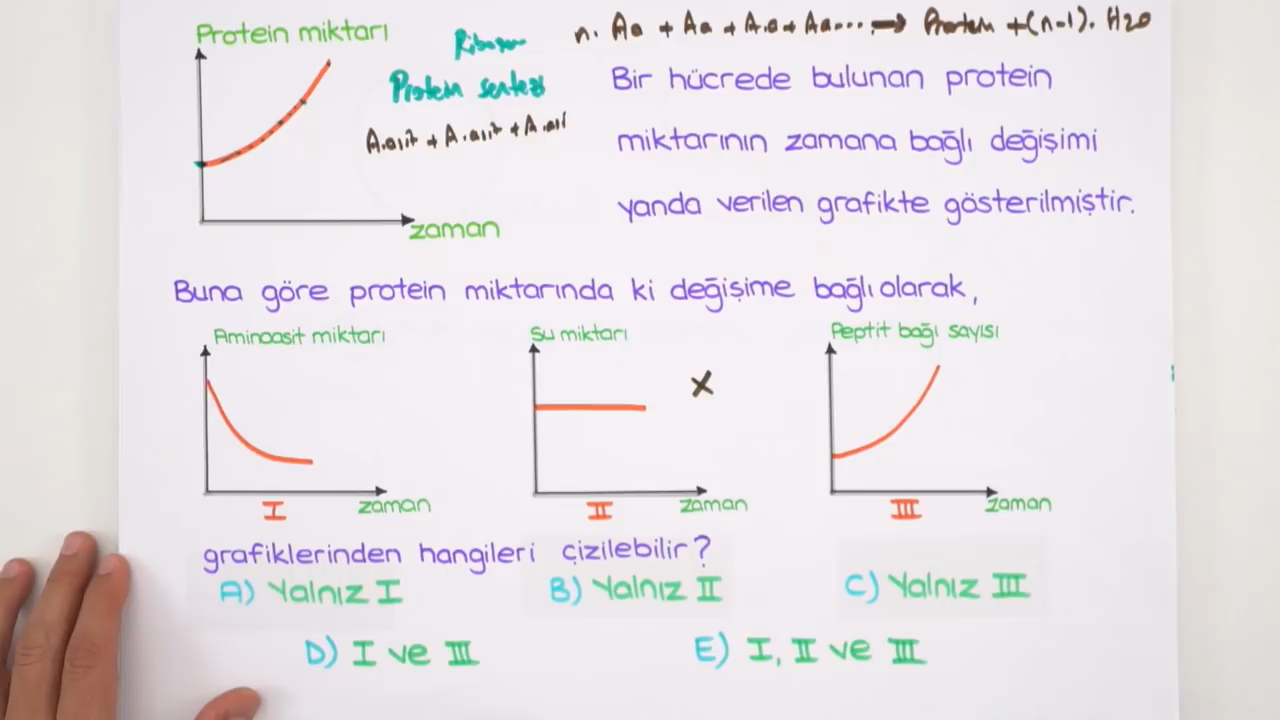 Protein miktarı
Ribozom
n. Aa + Aa + A.a + Aa... → Protein + (n-1). H2O
Protein sentezi
A.asit + A.asit + A.asit
zaman
Bir hücrede bulunan protein
miktarının zamana bağlı değişimi
yanda verilen grafikte gösterilmiştir.
Buna göre protein miktarında ki değişime bağlı olarak,
Aminoasit miktarı
zaman
I
Su miktarı
X
zaman
II
Peptit bağı sayısı
zaman
III
grafiklerinden hangileri çizilebilir?
A) Yalnız I
B) Yalnız II
C) Yalnız III
D) I ve III
E) I, II ve III